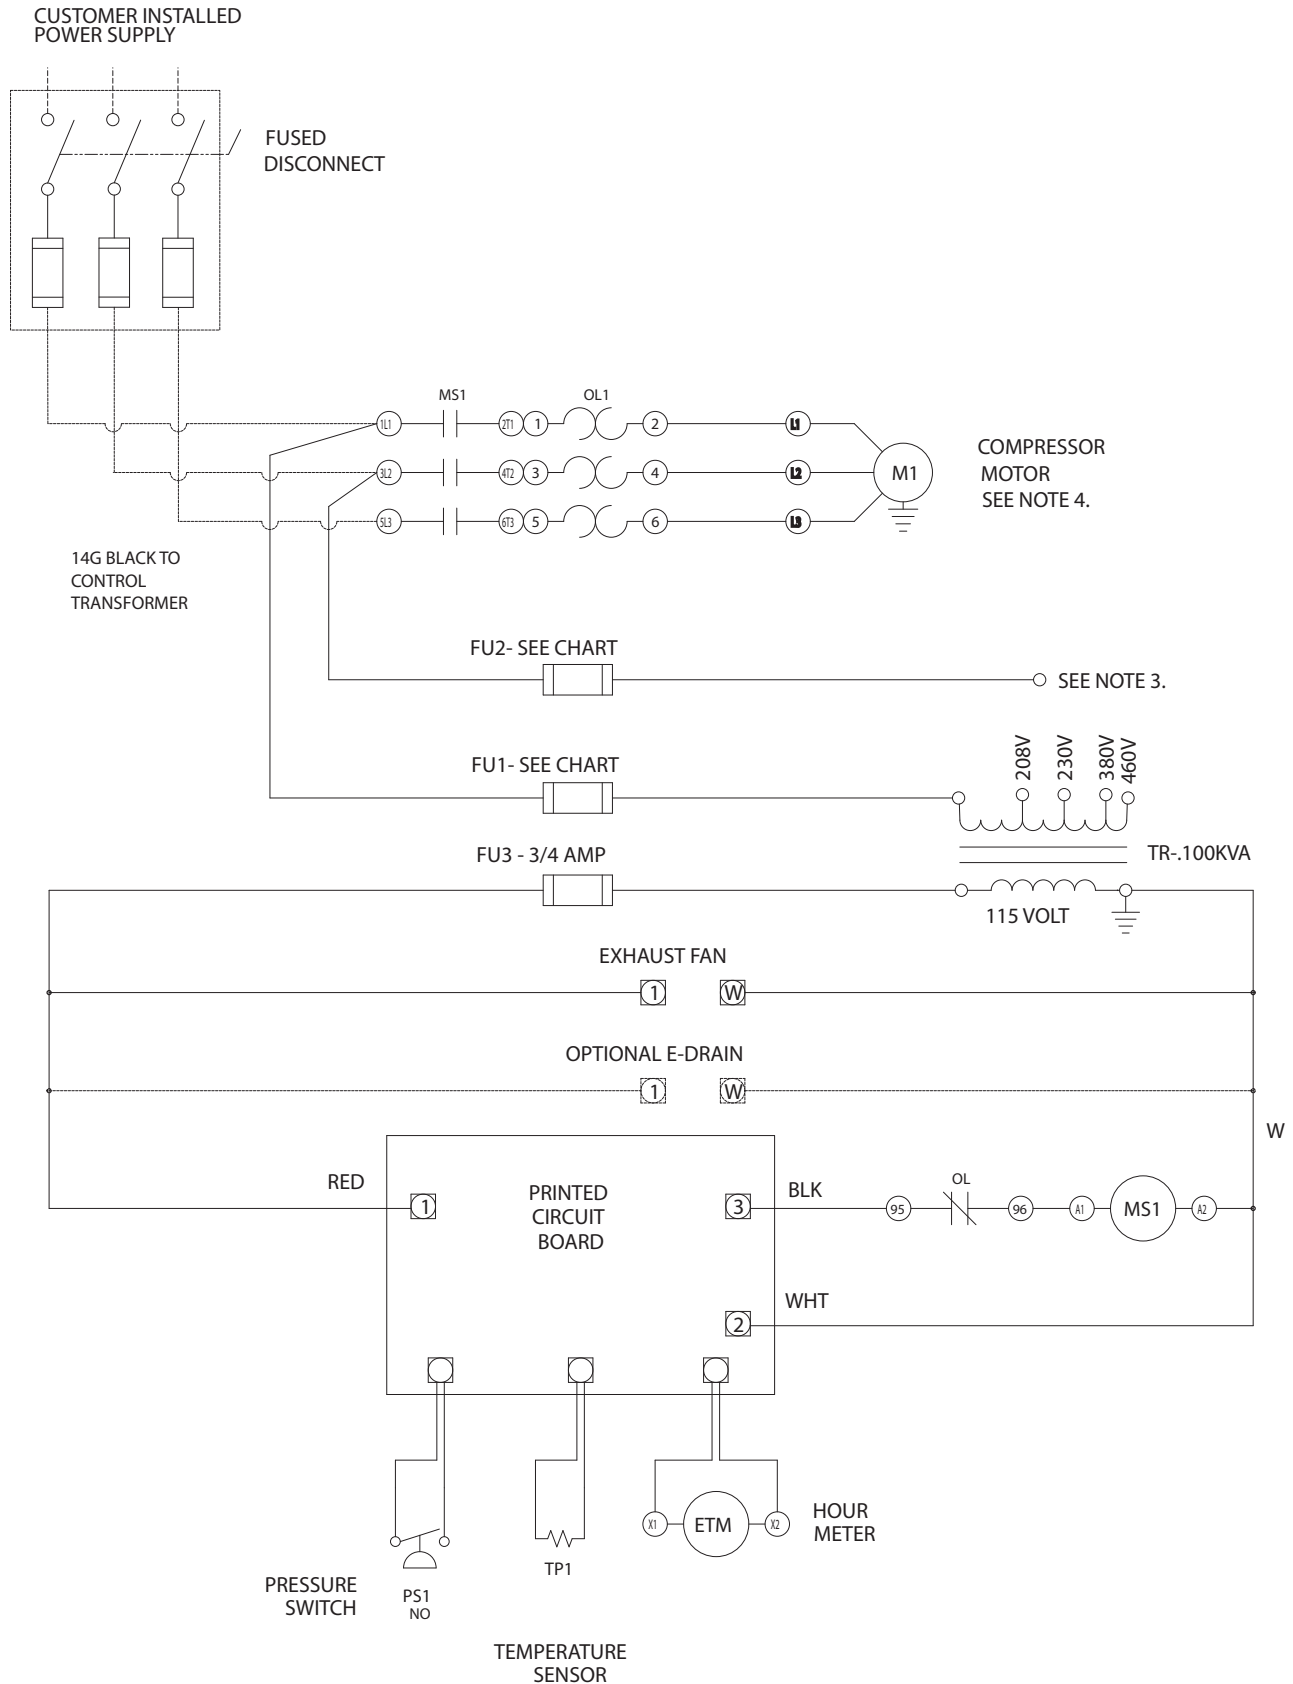 CUSTOMER INSTALLED
POWER SUPPLY
FUSED
DISCONNECT
MS1
OL1
1L1
2T1
1
2
L1
3L2
4T2
3
4
L2
M1
5L3
6T3
5
6
L3
COMPRESSOR
MOTOR
SEE NOTE 4.
14G BLACK TO
CONTROL
TRANSFORMER
FU2- SEE CHART
SEE NOTE 3.
208V
230V
380V
460V
FU1- SEE CHART
FU3 - 3/4 AMP
TR-.100KVA
115 VOLT
EXHAUST FAN
1
W
OPTIONAL E-DRAIN
1
W
W
RED
1
PRINTED
CIRCUIT
BOARD
3
BLK
95
OL
96
A1
MS1
A2
WHT
2
PRESSURE
SWITCH
PS1
NO
TP1
TEMPERATURE
SENSOR
X1
ETM
X2
HOUR
METER